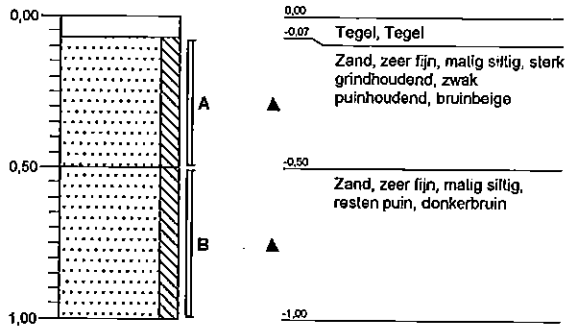 0,00
0,00
Tegel, Tegel
-0,07
Zand, zeer fijn, matig siltig, sterk
grindhoudend, zwak
puinhoudend, bruinbeige
A
0,50
-0,50
Zand, zeer fijn, matig siltig,
resten puin, donkerbruin
B
1,00
-1,00